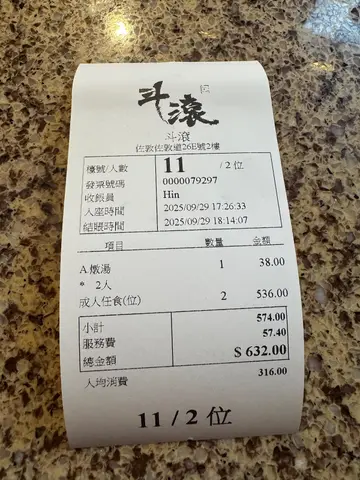 斗滾
斗滾
佐敦佐敦道26E號2樓
檯號/人數 11 / 2 位
發票號碼 0000079297
收銀員 Hin
入座時間 2025/09/29 17:26:33
結賬時間 2025/09/29 18:14:07
項目 數量 金額
A.燉湯 1 38.00
* 2人
成人任食(位) 2 536.00
小計 574.00
服務費 57.40
總金額 $ 632.00
人均消費 316.00
11 / 2 位